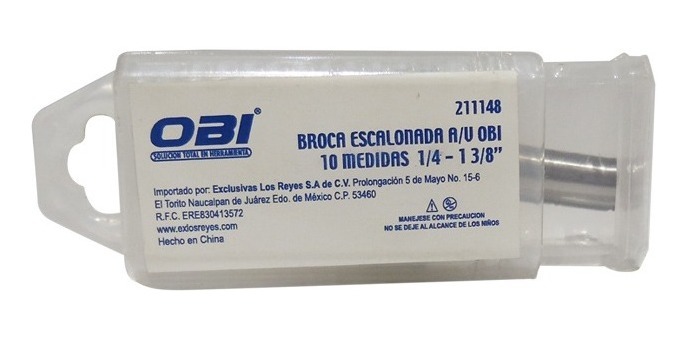 OBI®
SOLUCION TOTAL EN HERRAMIENTA
211148
BROCA ESCALONADA A/V OBI
10 MEDIDAS 1/4 - 1 3/8"
Importado por: Exclusivas Los Reyes S.A de C.V. Prolongación 5 de Mayo No. 15-6
El Torito Naucalpan de Juárez Edo. de México C.P. 53460
R.F.C. ERE830413572
www.exlosreyes.com
Hecho en China
MANEJESE CON PRECAUCION
NO SE DEJE AL ALCANCE DE LOS NIÑOS